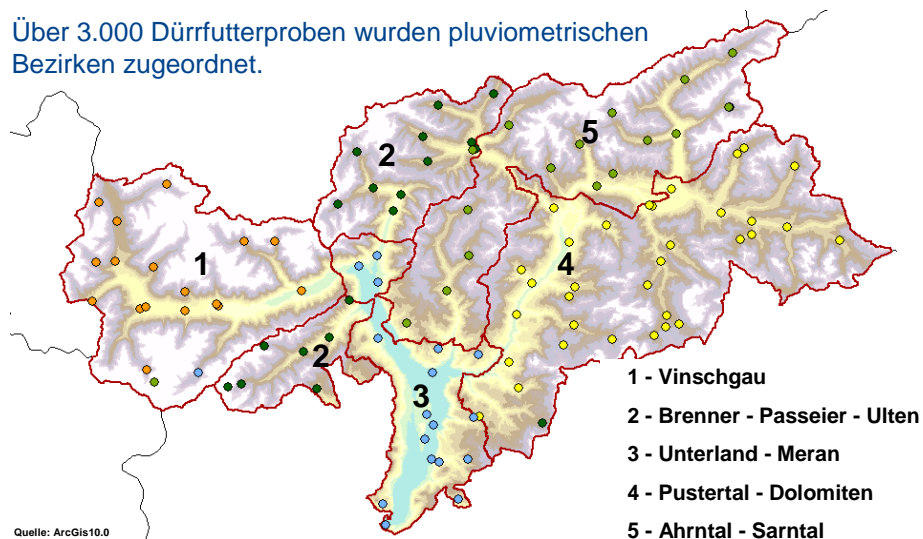 Über 3.000 Dürrfutterproben wurden pluviometrischen
Bezirken zugeordnet.
5
2
1
4
2
3
1 - Vinschgau
2 - Brenner - Passeier - Ulten
3 - Unterland - Meran
4 - Pustertal - Dolomiten
5 - Ahrntal - Sarntal
Quelle: ArcGis10.0